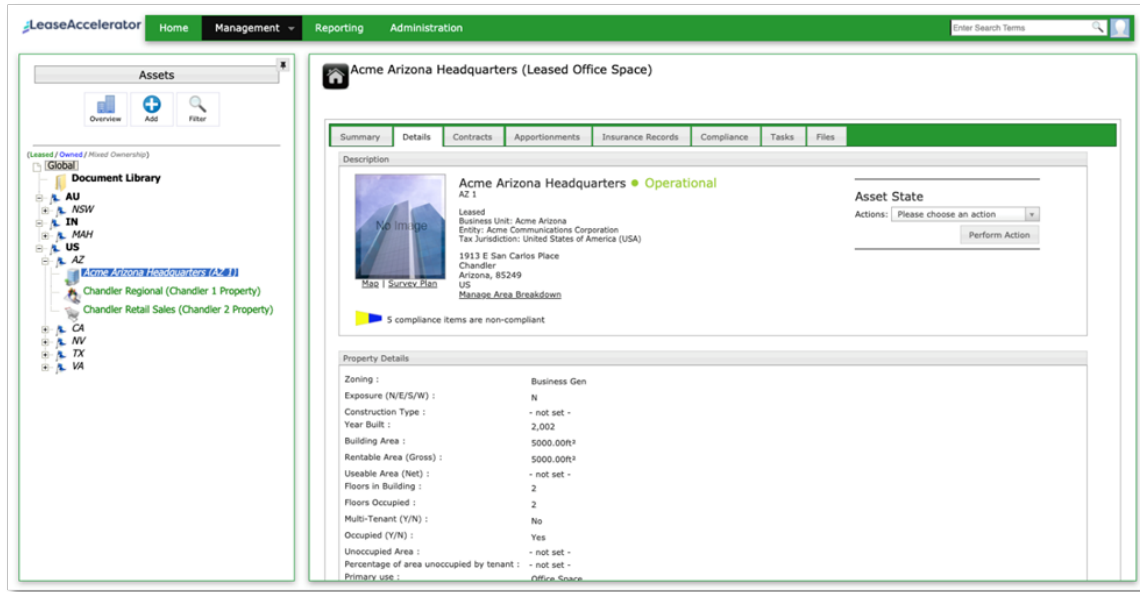 LeaseAccelerator
Home
Management
Reporting
Administration
Enter Search Terms
Assets
Overview
Add
Filter
(Leased / Owned / Mixed Ownership)
Global
Document Library
AU
NSW
IN
MAH
US
AZ
Acme Arizona Headquarters (AZ 1)
Chandler Regional (Chandler 1 Property)
Chandler Retail Sales (Chandler 2 Property)
CA
NV
TX
VA
Acme Arizona Headquarters (Leased Office Space)
Summary
Details
Contracts
Apportionments
Insurance Records
Compliance
Tasks
Files
Description
No Image
Map | Survey Plan
Acme Arizona Headquarters ● Operational
AZ 1
Leased
Business Unit: Acme Arizona
Entity: Acme Communications Corporation
Tax Jurisdiction: United States of America (USA)
1913 E San Carlos Place
Chandler
Arizona, 85249
US
Manage Area Breakdown
5 compliance items are non-compliant
Asset State
Actions: Please choose an action
Perform Action
Property Details
Zoning : Business Gen
Exposure (N/E/S/W) : N
Construction Type : - not set -
Year Built : 2,002
Building Area : 5000.00ft²
Rentable Area (Gross) : 5000.00ft²
Useable Area (Net) : - not set -
Floors in Building : 2
Floors Occupied : 2
Multi-Tenant (Y/N) : No
Occupied (Y/N) : Yes
Unoccupied Area : - not set -
Percentage of area unoccupied by tenant : - not set -
Primary use : Office Space